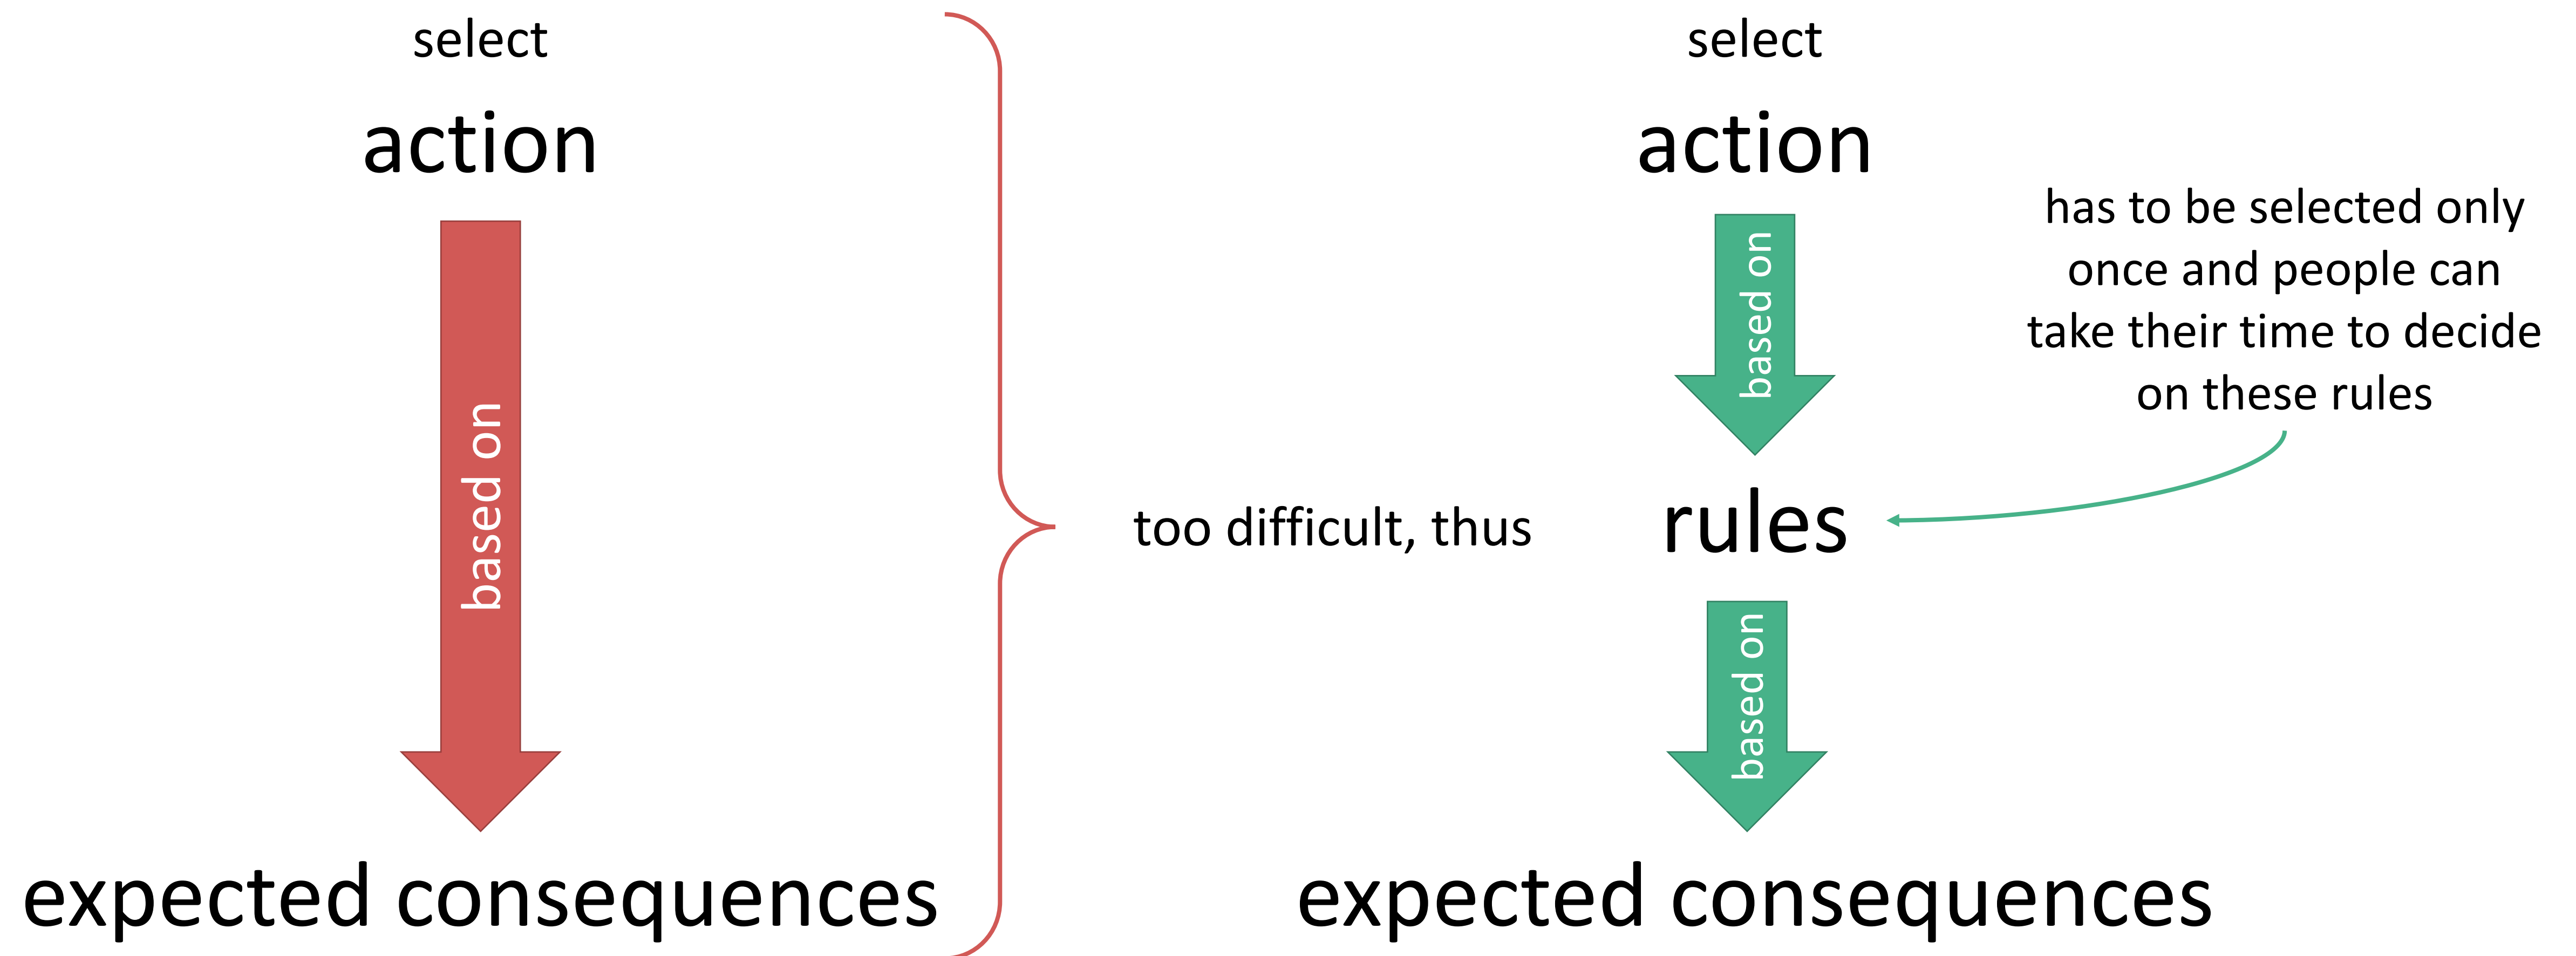 select
action
based on
expected consequences
too difficult, thus
select
action
based on
rules
based on
expected consequences
has to be selected only
once and people can
take their time to decide
on these rules